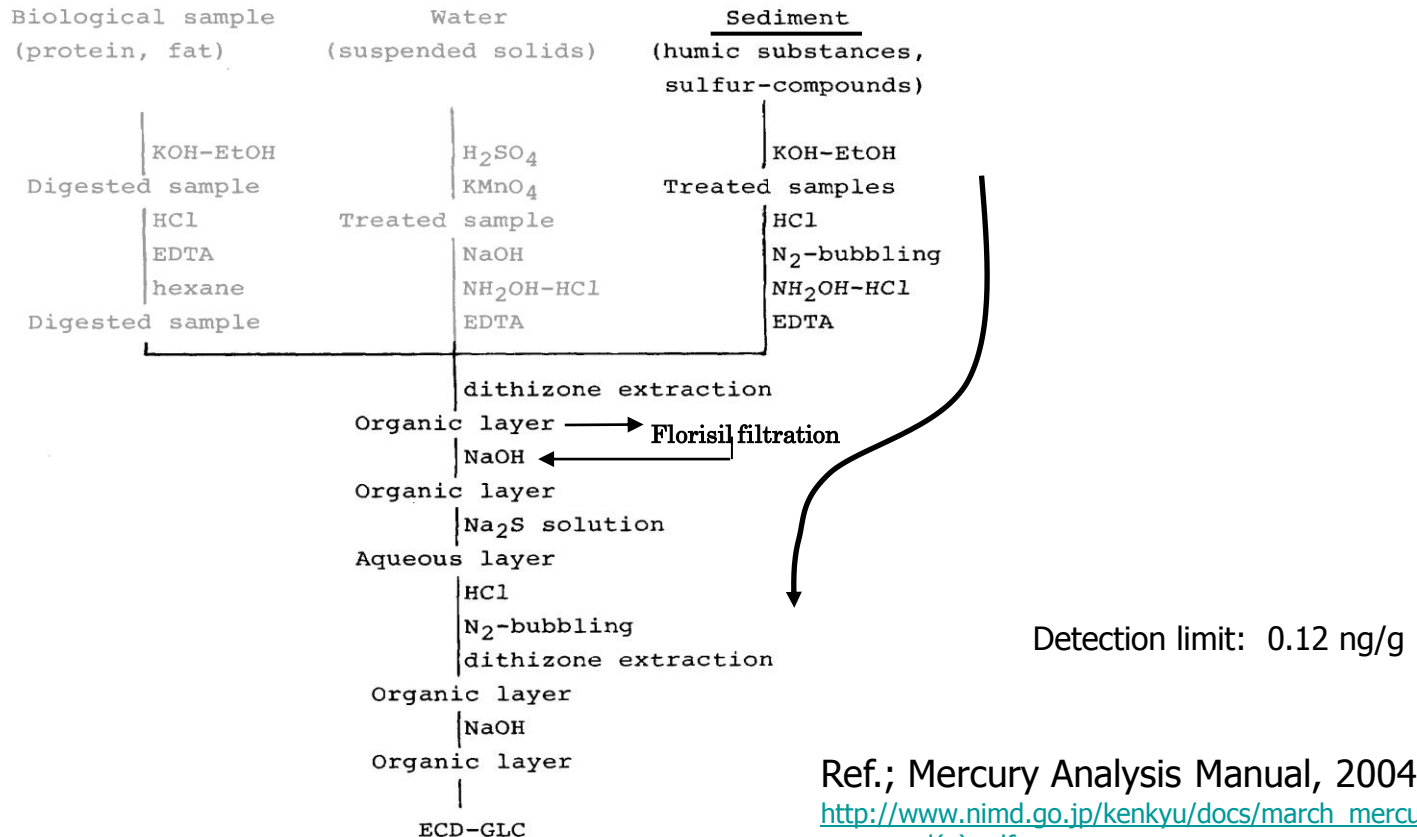 Biological sample
(protein, fat)
KOH-EtOH
Digested sample
HCl
EDTA
hexane
Digested sample
Water
(suspended solids)
H2SO4
KMnO4
Treated sample
NaOH
NH2OH-HCl
EDTA
Sediment
(humic substances,
sulfur-compounds)
KOH-EtOH
Treated samples
HCl
N2-bubbling
NH2OH-HCl
EDTA
dithizone extraction
Organic layer
Florisil filtration
NaOH
Organic layer
Na2S solution
Aqueous layer
HCl
N2-bubbling
dithizone extraction
Organic layer
NaOH
Organic layer
ECD-GLC
Detection limit: 0.12 ng/g
Ref.; Mercury Analysis Manual, 2004
http://www.nimd.go.jp/kenkyu/docs/march_mercu